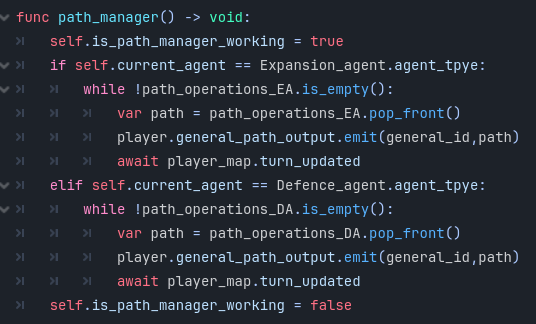 func path_manager() -> void:
self.is_path_manager_working = true
if self.current_agent == Expansion_agent.agent_tpye:
while !path_operations_EA.is_empty():
var path = path_operations_EA.pop_front()
player.general_path_output.emit(general_id,path)
await player_map.turn_updated
elif self.current_agent == Defence_agent.agent_tpye:
while !path_operations_DA.is_empty():
var path = path_operations_DA.pop_front()
player.general_path_output.emit(general_id,path)
await player_map.turn_updated
self.is_path_manager_working = false